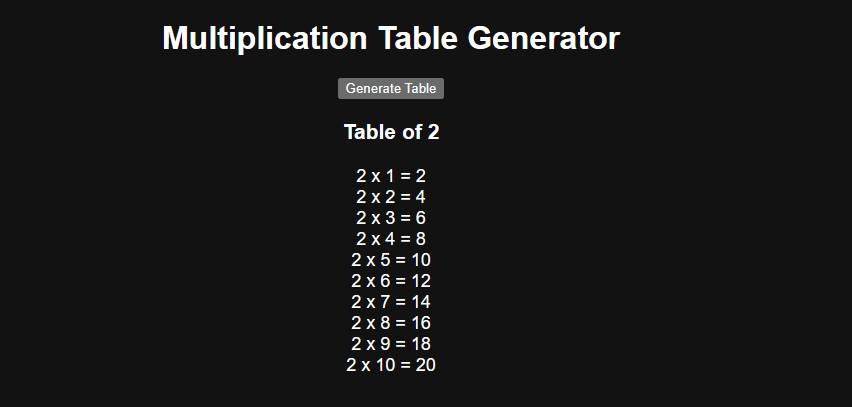 Multiplication Table Generator
Generate Table
Table of 2
2 x 1 = 2
2 x 2 = 4
2 x 3 = 6
2 x 4 = 8
2 x 5 = 10
2 x 6 = 12
2 x 7 = 14
2 x 8 = 16
2 x 9 = 18
2 x 10 = 20